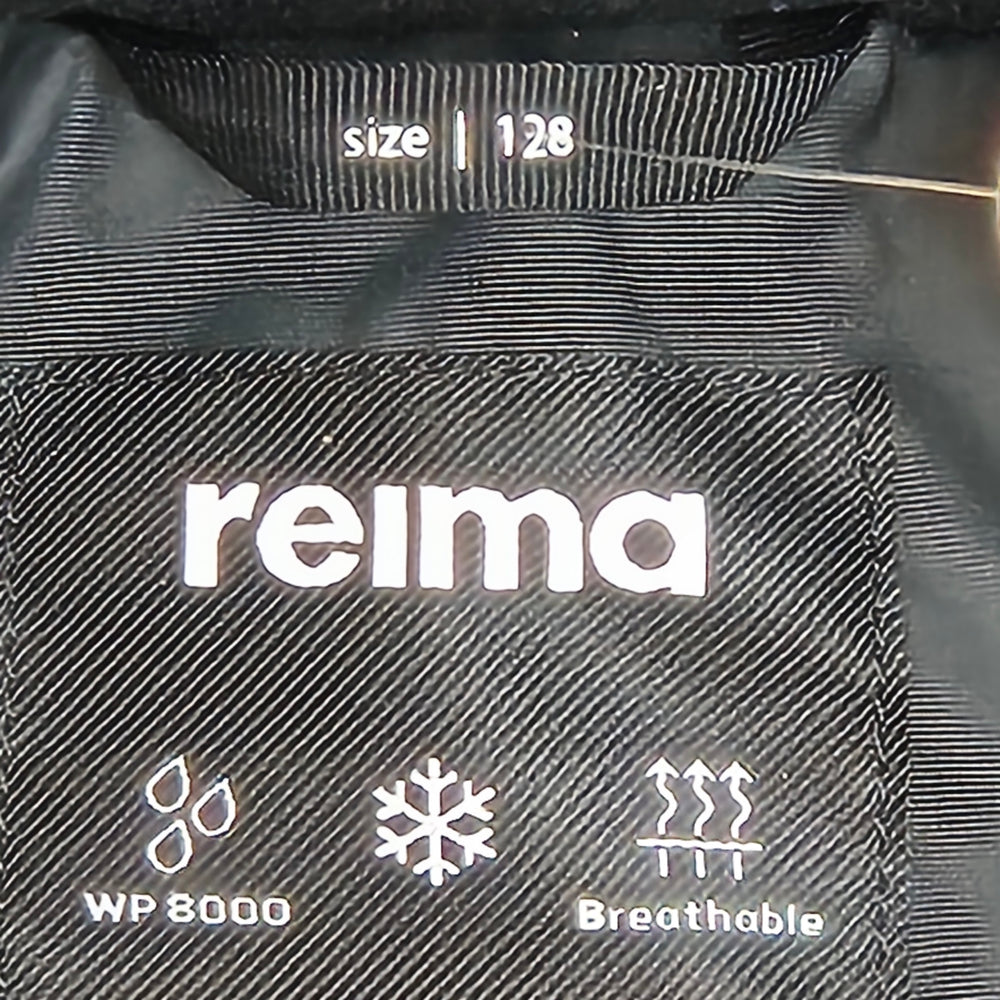 size | 128
reima
WP 8000
Breathable